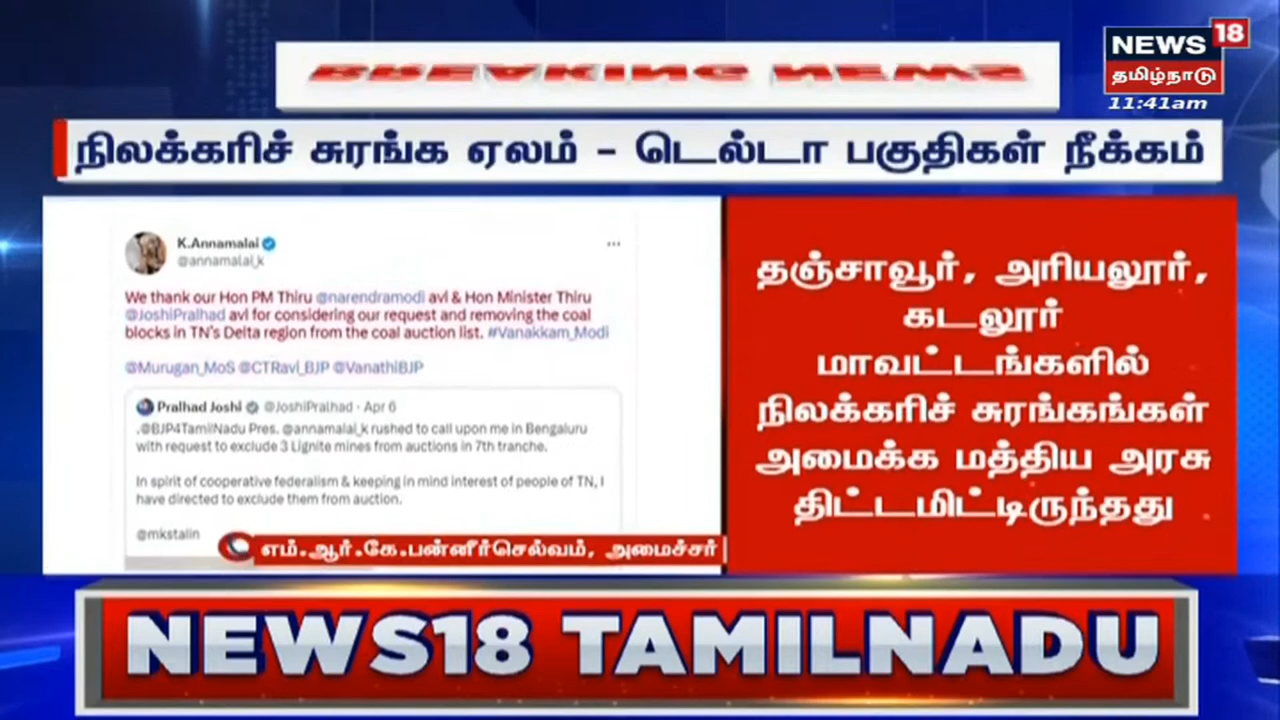 BREAKING NEWS
NEWS 18
தமிழ்நாடு
11:41am
நிலக்கரிச் சுரங்க ஏலம் - டெல்டா பகுதிகள் நீக்கம்
K.Annamalai
@annamalai_k
We thank our Hon PM Thiru @narendramodi avl & Hon Minister Thiru
@JoshiPralhad avl for considering our request and removing the coal
blocks in TN's Delta region from the coal auction list. #Vanakkam_Modi
@Murugan_MoS @CTRavi_BJP @VanathiBJP
Pralhad Joshi @JoshiPralhad · Apr 6
.@BJP4TamilNadu Pres. @annamalai_k rushed to call upon me in Bengaluru
with request to exclude 3 Lignite mines from auctions in 7th tranche.
In spirit of cooperative federalism & keeping in mind interest of people of TN, I
have directed to exclude them from auction.
@mkstalin
எம்.ஆர்.கே.பன்னீர்செல்வம், அமைச்சர்
தஞ்சாவூர், அரியலூர்,
கடலூர்
மாவட்டங்களில்
நிலக்கரிச் சுரங்கங்கள்
அமைக்க மத்திய அரசு
திட்டமிட்டிருந்தது
NEWS18 TAMILNADU